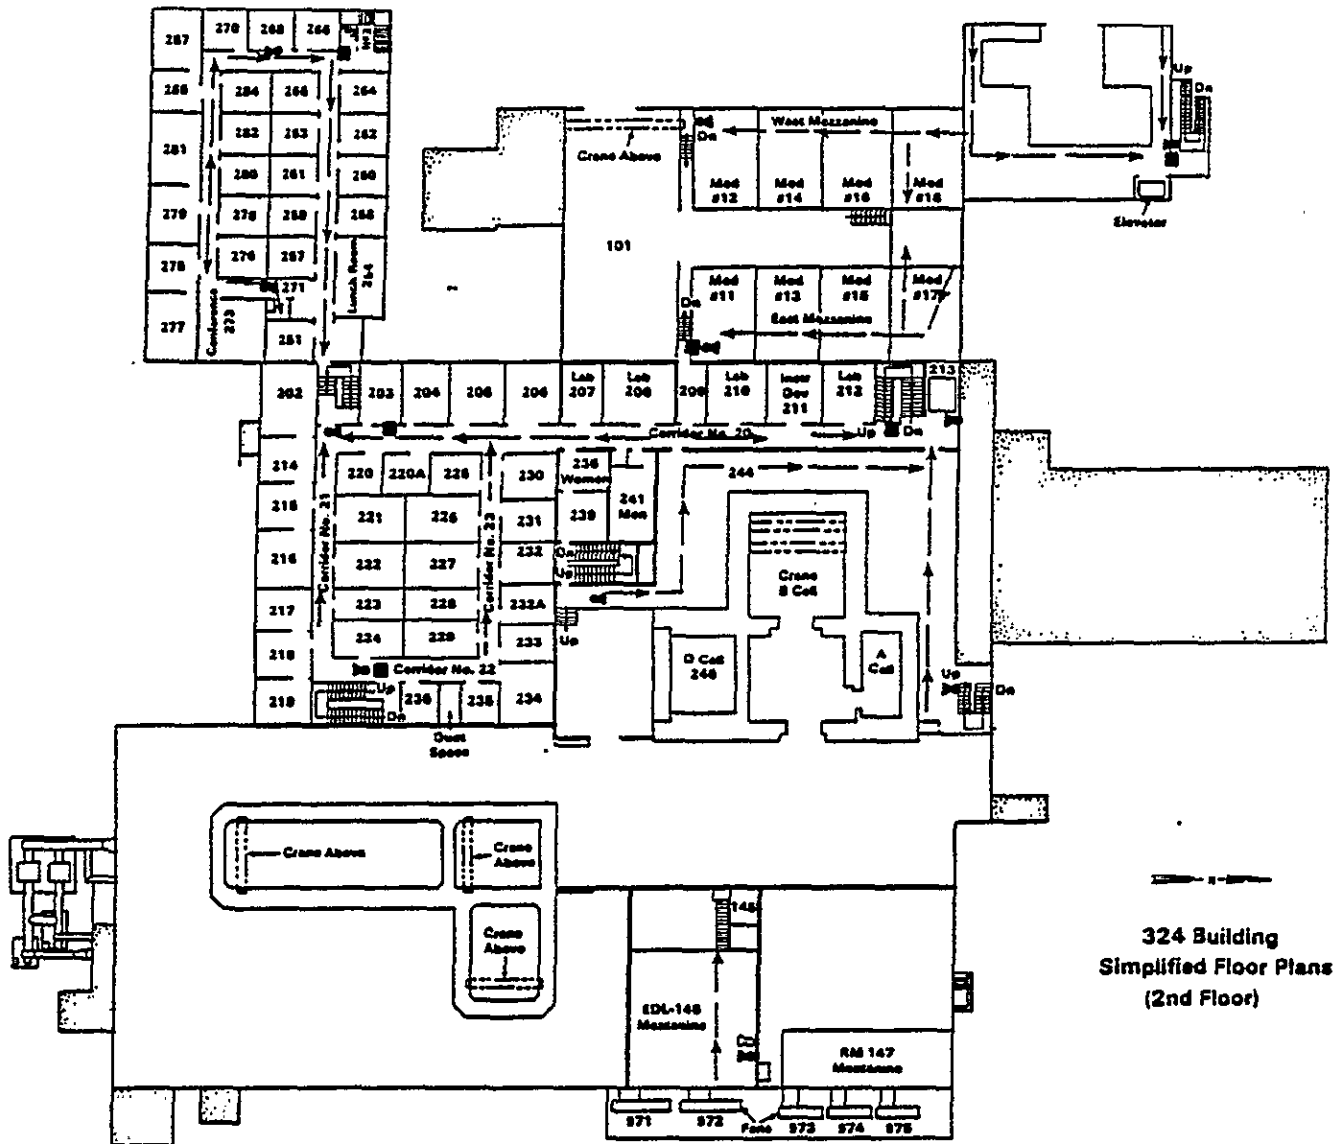 287
270
268
266
285
284
265
264
282
263
262
281
280
261
260
279
278
259
258
275
276
257
271
Lunch Room
254
277
Conference
273
251
Crane Above
Dn
West Mezzanine
Up
Dn
Mod
#12
Mod
#14
Mod
#16
Mod
#18
Elevator
101
Mod
#11
Mod
#13
Mod
#15
Mod
#17
Dn
East Mezzanine
202
203
204
205
206
Lab
207
Lab
208
209
Lab
210
Instr
Dev
211
Lab
212
213
Corridor No. 20
Up
Dn
214
220
220A
225
230
236
Women
241
Men
244
215
Corridor No. 21
221
226
Corridor No. 23
231
239
216
222
227
232
Dn
Up
Crane
B Cell
217
223
228
232A
218
224
229
233
Up
D Cell
246
A
Cell
Corridor No. 22
219
Up
Dn
236
235
234
Up
Dn
Duct
Space
Crane Above
Crane
Above
Crane
Above
145
EDL-146
Mezzanine
RM 147
Mezzanine
971
972
Fans
973
974
975
N
324 Building
Simplified Floor Plans
(2nd Floor)